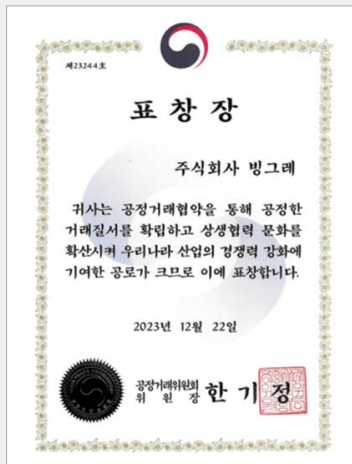 제23244호
표창장
주식회사 빙그레
귀사는 공정거래협약을 통해 공정한
거래질서를 확립하고 상생협력 문화를
확산시켜 우리나라 산업의 경쟁력 강화에
기여한 공로가 크므로 이에 표창합니다.
2023년 12월 22일
공정거래위원회
위원장 한기정